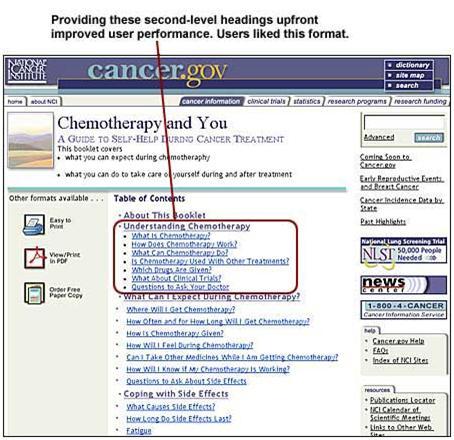 Providing these second-level headings upfront
improved user performance. Users liked this format.
NATIONAL
CANCER
INSTITUTE
cancer.gov
dictionary
site map
search
home
about NCI
cancer information
clinical trials
statistics
research programs
research funding
Chemotherapy and You
A GUIDE TO SELF-HELP DURING CANCER TREATMENT
This booklet covers
• what you can expect during chemotheraphy
• what you can do to take care of yourself during and after treatment
Advanced
search
Coming Soon to
Cancer.gov
Early Reproductive Events
and Breast Cancer
Cancer Incidence Data by
State
Past Highlights
Other formats available . . .
Easy to
Print
View/Print
in PDF
Order Free
Paper Copy
Table of Contents
• About This Booklet
• Understanding Chemotherapy
• What Is Chemotherapy?
• How Does Chemotherapy Work?
• What Can Chemotherapy Do?
• Is Chemotherapy Used With Other Treatments?
• Which Drugs Are Given?
• What About Clinical Trials?
• Questions to Ask Your Doctor
• What Can I Expect During Chemotherapy?
• Where Will I Get Chemotherapy?
• How Often and for How Long Will I Get Chemotherapy?
• How Is Chemotherapy Given?
• How Will I Feel During Chemotherapy?
• Can I Take Other Medicines While I Am Getting Chemotherapy?
• How Will I Know if My Chemotherapy Is Working?
• Questions to Ask About Side Effects
• Coping with Side Effects
• What Causes Side Effects?
• How Long Do Side Effects Last?
• Fatigue
National Lung Screening Trial
NLST 50,000 People
Needed
news
center
1-800-4-CANCER
Cancer Information Service
help
• Cancer.gov Help
• FAQs
• Index of NCI Sites
resources
• Publications Locator
• NCI Calendar of
Scientific Meetings
• Links to Other Web
Sites